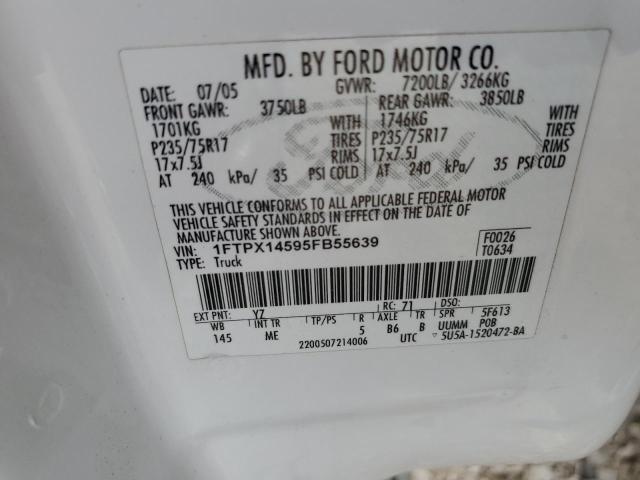 MFD. BY FORD MOTOR CO.
DATE: 07/05 GVWR: 7200LB/ 3266KG
FRONT GAWR: 3750LB REAR GAWR: 3850LB
1701KG WITH 1746KG WITH
P235/75R17 TIRES P235/75R17 TIRES
17x7.5J RIMS 17x7.5J RIMS
AT 240 kPa/ 35 PSI COLD AT 240 kPa/ 35 PSI COLD
THIS VEHICLE CONFORMS TO ALL APPLICABLE FEDERAL MOTOR
VEHICLE SAFETY STANDARDS IN EFFECT ON THE DATE OF
MANUFACTURE SHOWN ABOVE.
VIN: 1FTPX14595FB55639 F0026
TYPE: Truck T0634
EXT PNT: YZ RC: 71 DSO:
WB INT TR TP/PS R AXLE TR SPR 5F613
145 ME 5 B6 B UUMM POB
2200507214006 UTC ▽ 5U5A-1520472-BA